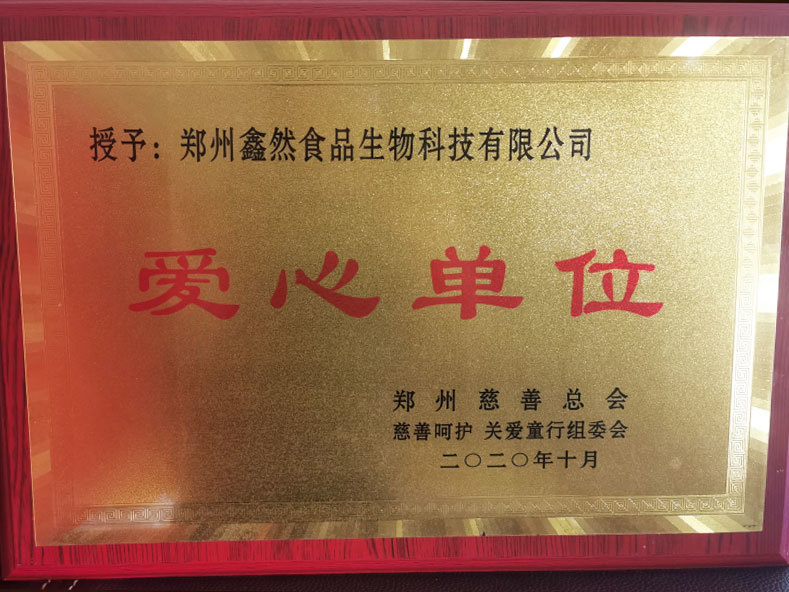 授予：郑州鑫然食品生物科技有限公司
爱心单位
郑州慈善总会
慈善呵护 关爱童行组委会
二〇二〇年十月